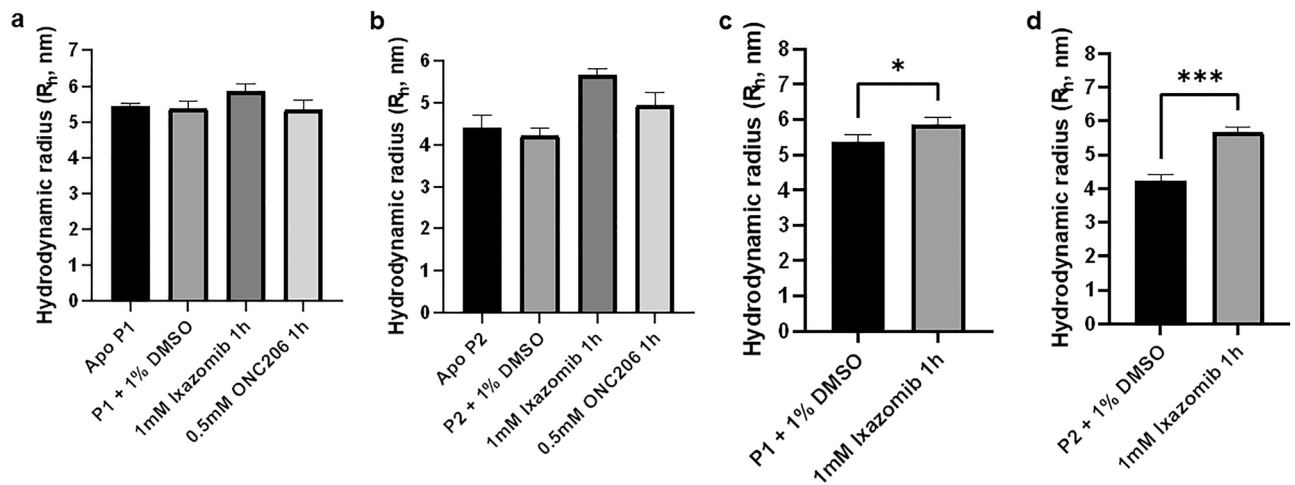 a
Hydrodynamic radius (Rh, nm)
7
6
5
4
3
2
1
0
Apo P1
P1 + 1% DMSO
1mM Ixazomib 1h
0.5mM ONC206 1h
b
Hydrodynamic radius (Rh, nm)
6
5
4
3
2
1
0
Apo P2
P2 + 1% DMSO
1mM Ixazomib 1h
0.5mM ONC206 1h
c
Hydrodynamic radius (Rh, nm)
8
7
6
5
4
3
2
1
0
*
P1 + 1% DMSO
1mM Ixazomib 1h
d
Hydrodynamic radius (Rh, nm)
8
7
6
5
4
3
2
1
0
***
P2 + 1% DMSO
1mM Ixazomib 1h